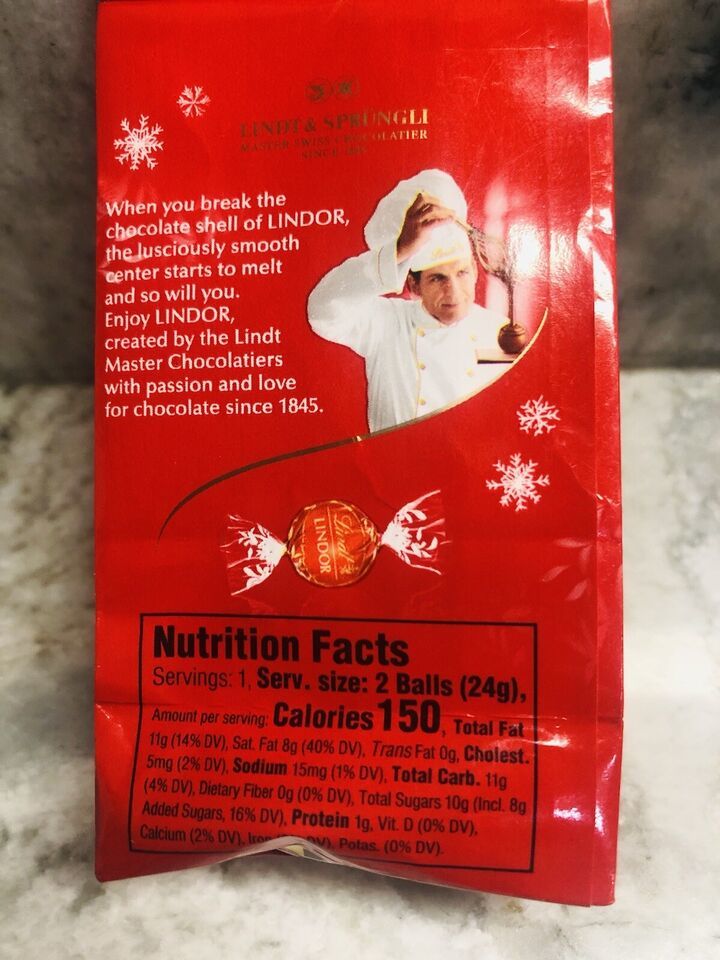 LINDT & SPRÜNGLI
MASTER SWISS CHOCOLATIER
SINCE 1845
When you break the
chocolate shell of LINDOR,
the lusciously smooth
center starts to melt
and so will you.
Enjoy LINDOR,
created by the Lindt
Master Chocolatiers
with passion and love
for chocolate since 1845.
Lindt
Lindt
LINDOR
Nutrition Facts
Servings: 1, Serv. size: 2 Balls (24g),
Amount per serving: Calories 150, Total Fat
11g (14% DV), Sat. Fat 8g (40% DV), Trans Fat 0g, Cholest.
5mg (2% DV), Sodium 15mg (1% DV), Total Carb. 11g
(4% DV), Dietary Fiber 0g (0% DV), Total Sugars 10g (Incl. 8g
Added Sugars, 16% DV), Protein 1g, Vit. D (0% DV),
Calcium (2% DV), Iron DV), Potas. (0% DV).